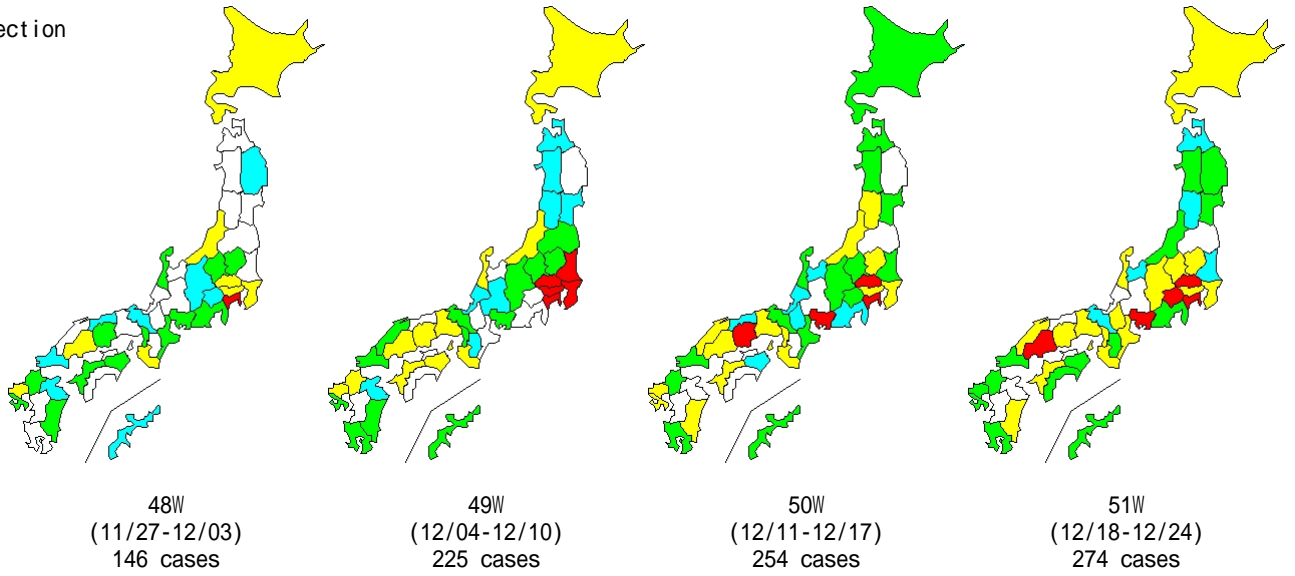 ection
48W
(11/27-12/03)
146 cases
49W
(12/04-12/10)
225 cases
50W
(12/11-12/17)
254 cases
51W
(12/18-12/24)
274 cases